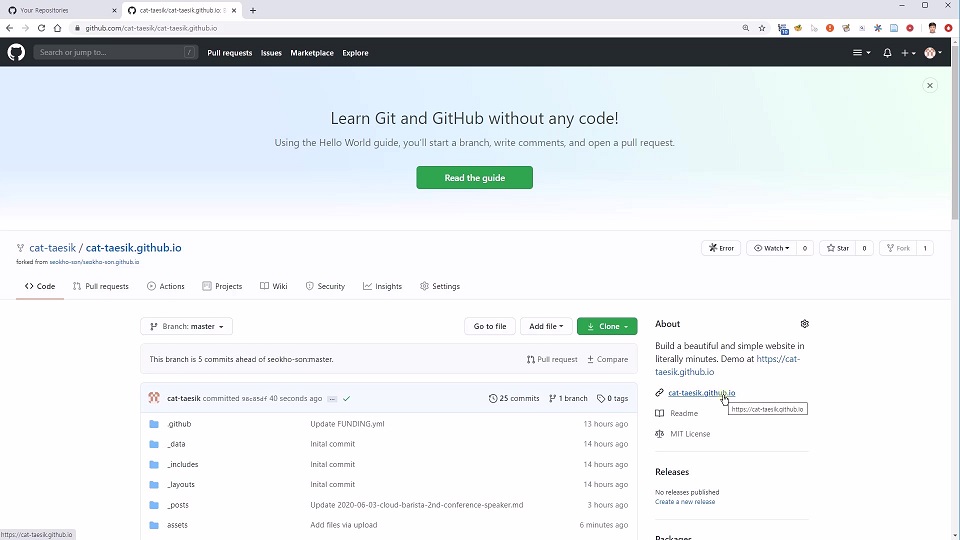 Your Repositories
cat-taesik/cat-taesik.github.io: B
github.com/cat-taesik/cat-taesik.github.io
Search or jump to...
/
Pull requests
Issues
Marketplace
Explore
Learn Git and GitHub without any code!
Using the Hello World guide, you'll start a branch, write comments, and open a pull request.
Read the guide
cat-taesik / cat-taesik.github.io
forked from seokho-son/seokho-son.github.io
Error
Watch
0
Star
0
Fork
1
Code
Pull requests
Actions
Projects
Wiki
Security
Insights
Settings
Branch: master
Go to file
Add file
Clone
This branch is 5 commits ahead of seokho-son:master.
Pull request
Compare
cat-taesik committed 40 seconds ago
25 commits
1 branch
0 tags
.github
Update FUNDING.yml
13 hours ago
_data
Inital commit
14 hours ago
_includes
Inital commit
14 hours ago
_layouts
Inital commit
14 hours ago
_posts
Update 2020-06-03-cloud-barista-2nd-conference-speaker.md
3 hours ago
assets
Add files via upload
6 minutes ago
About
Build a beautiful and simple website in
literally minutes. Demo at https://cat-
taesik.github.io
cat-taesik.github.io
https://cat-taesik.github.io
Readme
MIT License
Releases
No releases published
Create a new release
Packages
https://cat-taesik.github.io